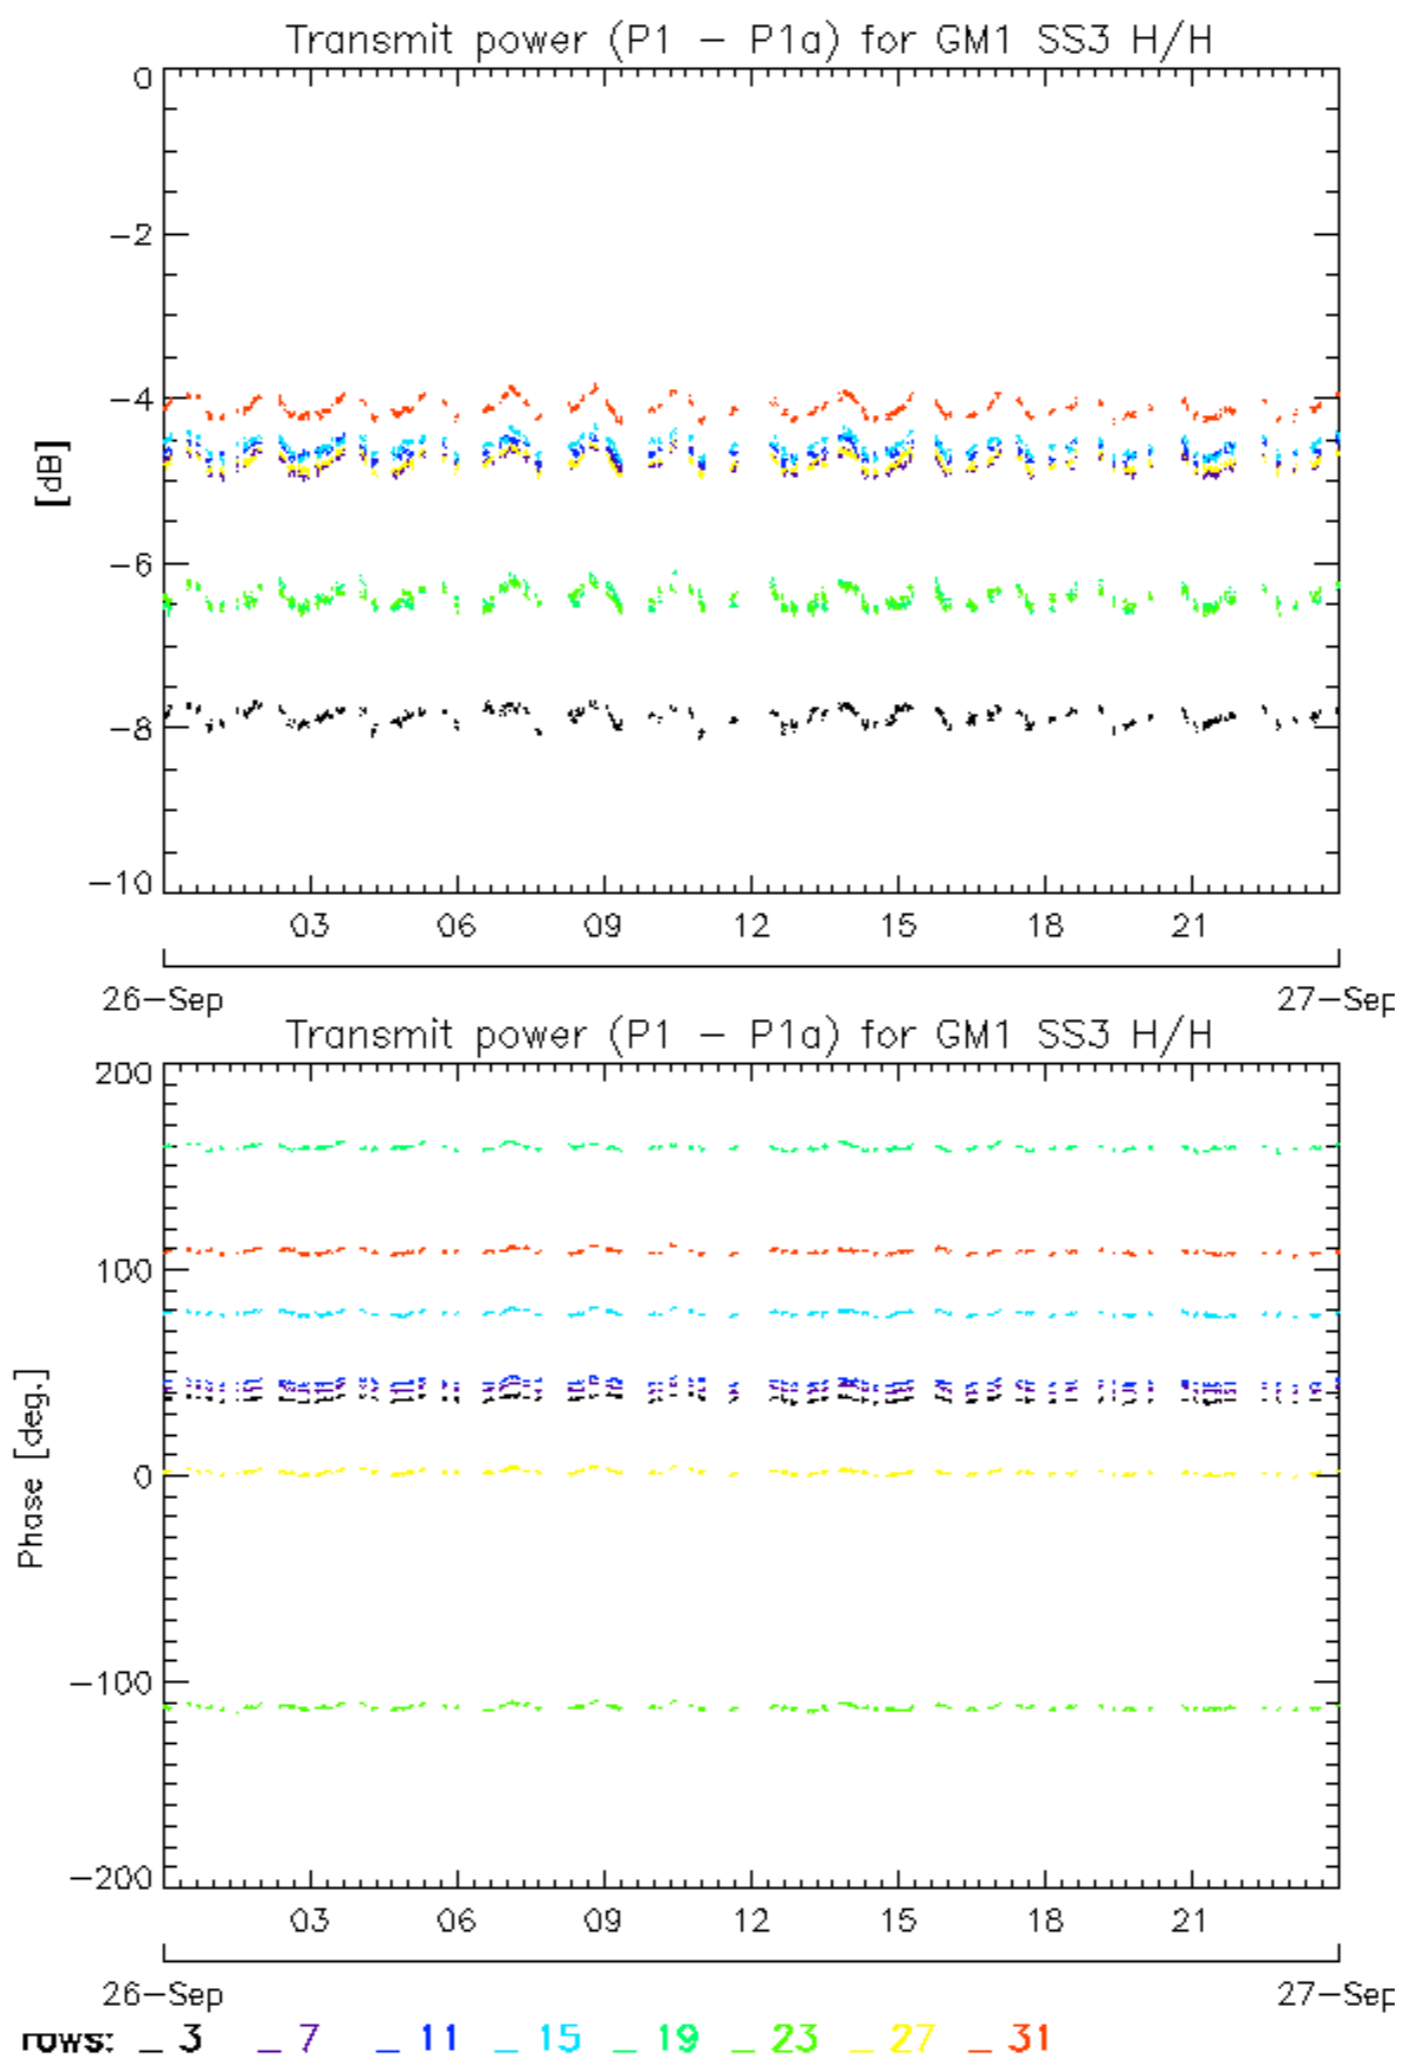 Transmit power (P1 - P1a) for GM1 SS3 H/H
0
-2
-4
[dB]
-6
-8
-10
03 06 09 12 15 18 21
26-Sep 27-Sep
Transmit power (P1 - P1a) for GM1 SS3 H/H
200
100
Phase [deg.]
0
-100
-200
03 06 09 12 15 18 21
26-Sep 27-Sep
rows: _ 3 _ 7 _ 11 _ 15 _ 19 _ 23 _ 27 _ 31